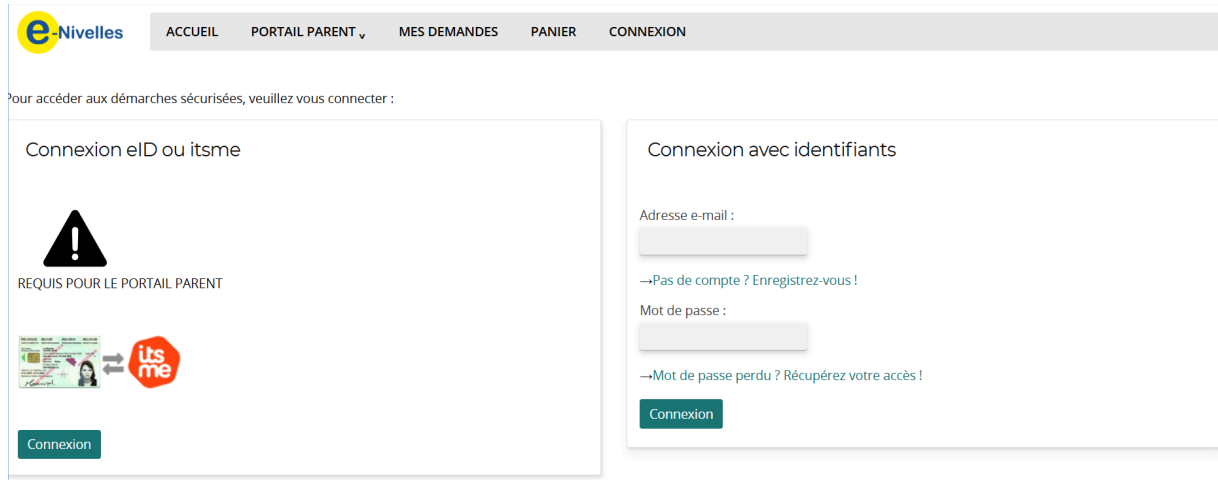 e-Nivelles
ACCUEIL PORTAIL PARENT v MES DEMANDES PANIER CONNEXION
Pour accéder aux démarches sécurisées, veuillez vous connecter :
Connexion eID ou itsme
REQUIS POUR LE PORTAIL PARENT
its
me
Connexion
Connexion avec identifiants
Adresse e-mail :
→Pas de compte ? Enregistrez-vous !
Mot de passe :
→Mot de passe perdu ? Récupérez votre accès !
Connexion